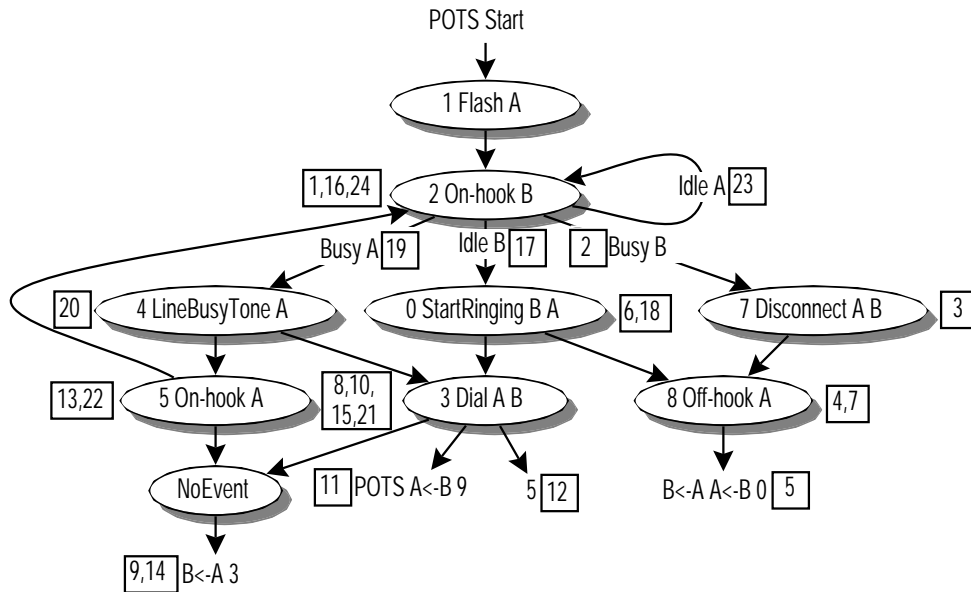 POTS Start
1 Flash A
1,16,24
2 On-hook B
Idle A 23
Busy A 19
Idle B 17
2 Busy B
20
4 LineBusyTone A
0 StartRinging B A
6,18
7 Disconnect A B
3
13,22
5 On-hook A
8,10,
15,21
3 Dial A B
8 Off-hook A
4,7
NoEvent
11 POTS A<-B 9
5 12
B<-A A<-B 0 5
9,14 B<-A 3